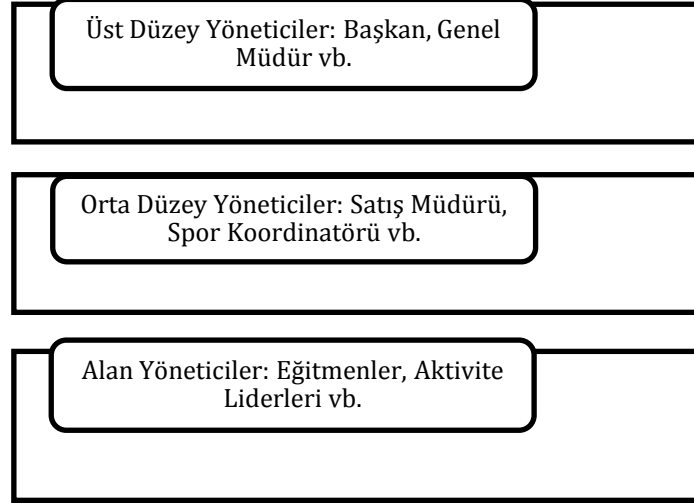 Üst Düzey Yöneticiler: Başkan, Genel
Müdür vb.
Orta Düzey Yöneticiler: Satış Müdürü,
Spor Koordinatörü vb.
Alan Yöneticiler: Eğitmenler, Aktivite
Liderleri vb.